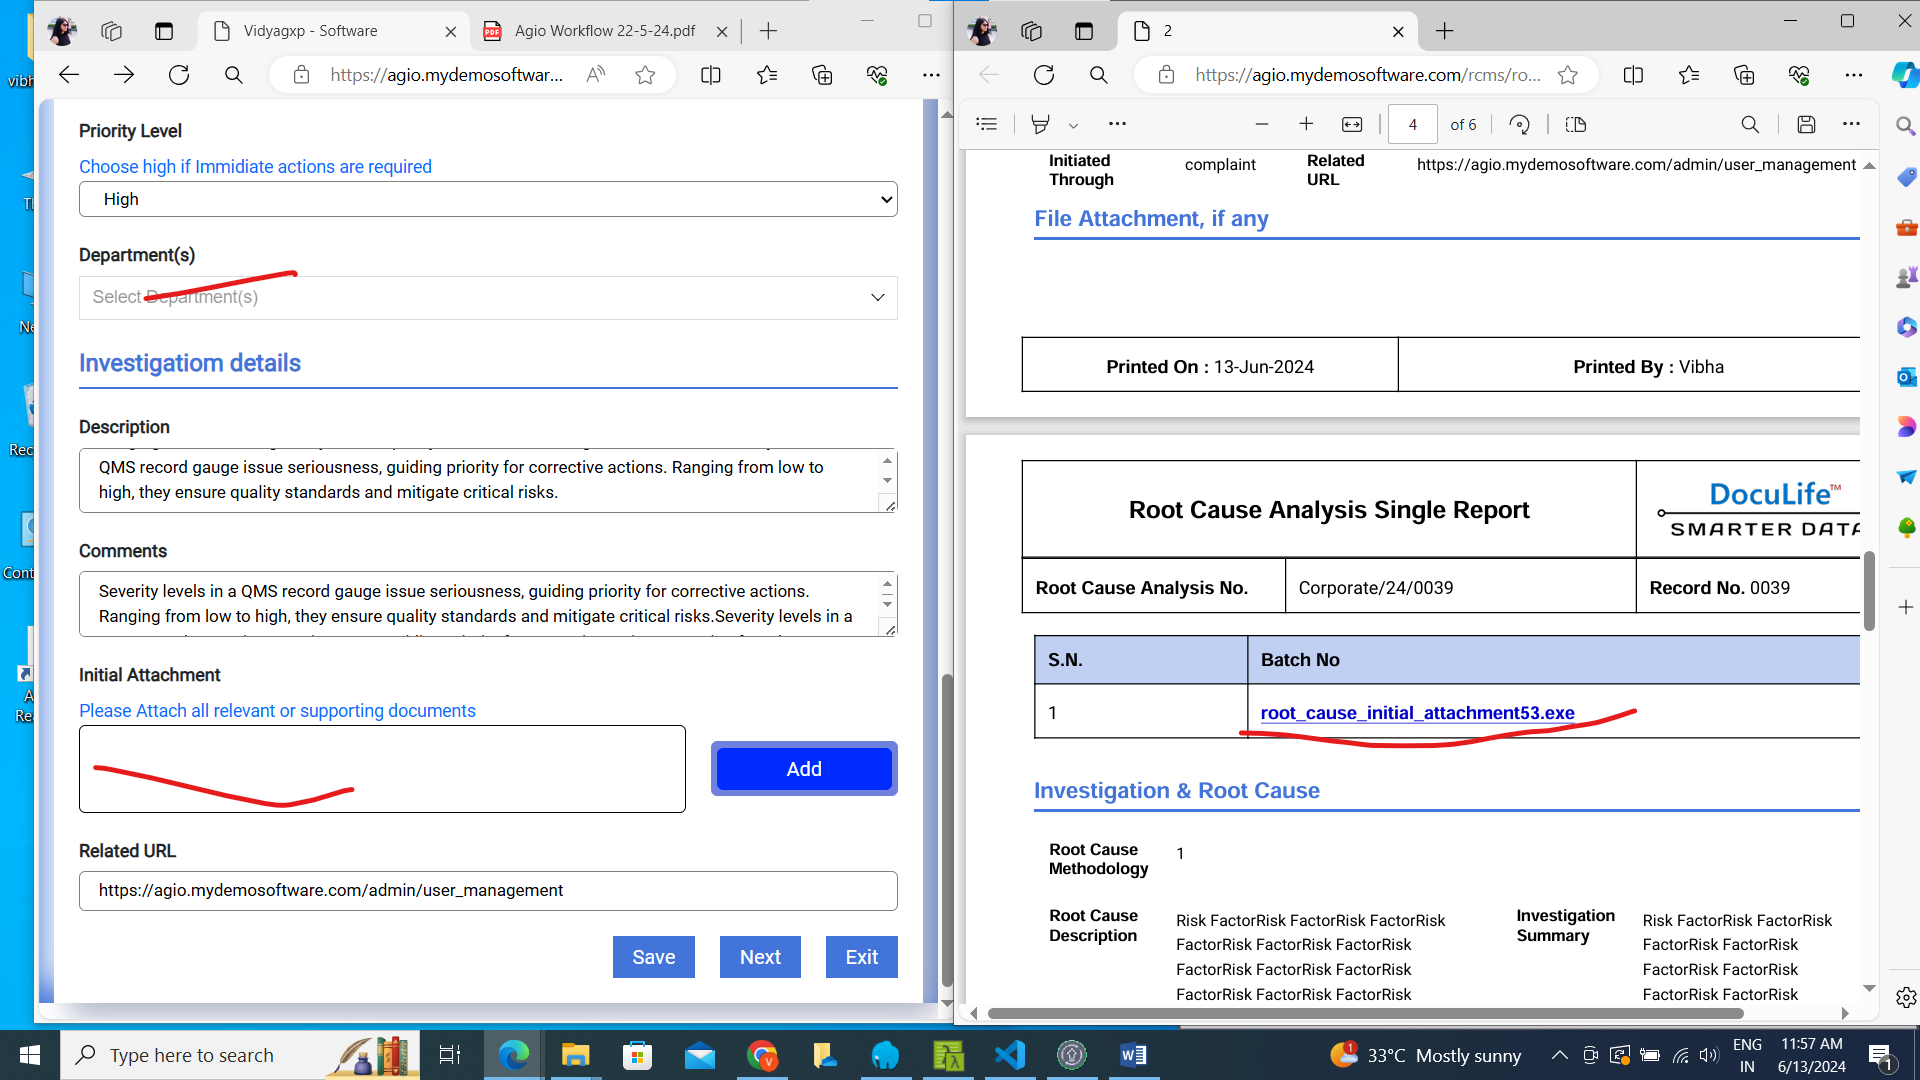 Vidyagxp - Software
Agio Workflow 22-5-24.pdf
https://agio.mydemosoftwar...
Priority Level
Choose high if Immidiate actions are required
High
Department(s)
Select Department(s)
Investigatiom details
Description
QMS record gauge issue seriousness, guiding priority for corrective actions. Ranging from low to
high, they ensure quality standards and mitigate critical risks.
Comments
Severity levels in a QMS record gauge issue seriousness, guiding priority for corrective actions.
Ranging from low to high, they ensure quality standards and mitigate critical risks.Severity levels in a
Initial Attachment
Please Attach all relevant or supporting documents
Add
Related URL
https://agio.mydemosoftware.com/admin/user_management
Save Next Exit
2
https://agio.mydemosoftware.com/rcms/ro...
4 of 6
Initiated
Through
complaint
Related
URL
https://agio.mydemosoftware.com/admin/user_management
File Attachment, if any
Printed On : 13-Jun-2024
Printed By : Vibha
Root Cause Analysis Single Report
DocuLife™
SMARTER DATA
Root Cause Analysis No.
Corporate/24/0039
Record No. 0039
S.N.
Batch No
1
root_cause_initial_attachment53.exe
Investigation & Root Cause
Root Cause
Methodology
1
Root Cause
Description
Risk FactorRisk FactorRisk FactorRisk
FactorRisk FactorRisk FactorRisk
FactorRisk FactorRisk FactorRisk
FactorRisk FactorRisk FactorRisk
Investigation
Summary
Risk FactorRisk FactorRisk
FactorRisk FactorRisk
FactorRisk FactorRisk
FactorRisk FactorRisk
Type here to search
33°C Mostly sunny
ENG
IN
11:57 AM
6/13/2024
1